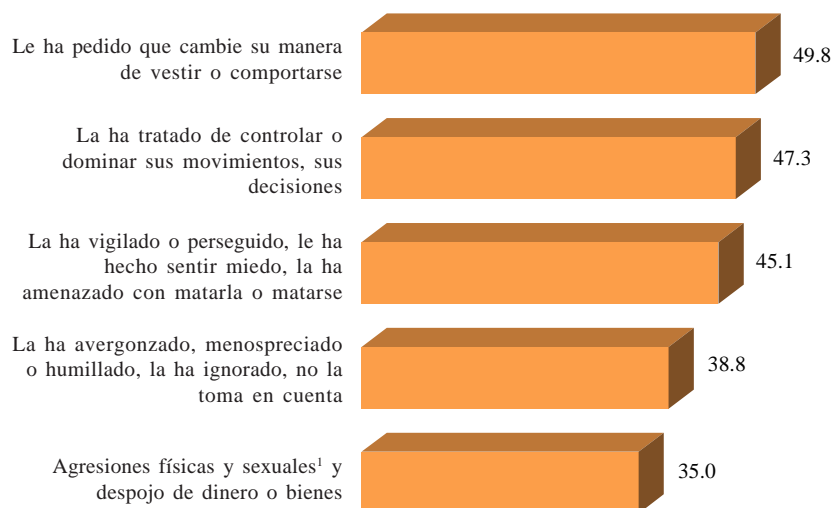 Le ha pedido que cambie su manera
de vestir o comportarse
49.8
La ha tratado de controlar o
dominar sus movimientos, sus
decisiones
47.3
La ha vigilado o perseguido, le ha
hecho sentir miedo, la ha
amenazado con matarla o matarse
45.1
La ha avergonzado, menospreciado
o humillado, la ha ignorado, no la
toma en cuenta
38.8
Agresiones físicas y sexuales¹ y
despojo de dinero o bienes
35.0